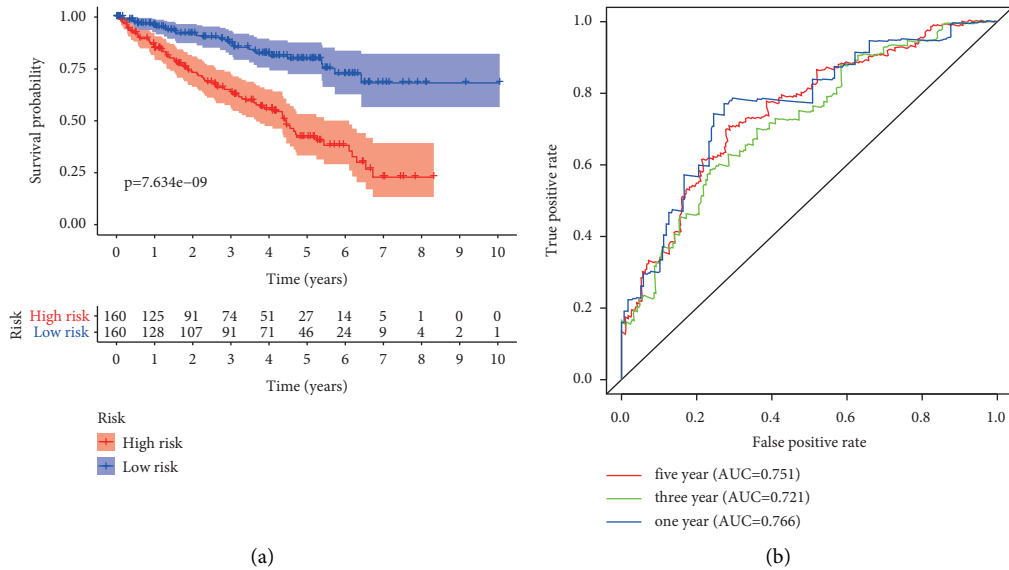 1.00
0.75
0.50
0.25
0.00
Survival probability
p=7.634e−09
0 1 2 3 4 5 6 7 8 9 10
Time (years)
Risk
High risk 160 125 91 74 51 27 14 5 1 0 0
Low risk 160 128 107 91 71 46 24 9 4 2 1
0 1 2 3 4 5 6 7 8 9 10
Time (years)
Risk
High risk
Low risk
(a)
1.0
0.8
0.6
0.4
0.2
0.0
True positive rate
0.0 0.2 0.4 0.6 0.8 1.0
False positive rate
five year (AUC=0.751)
three year (AUC=0.721)
one year (AUC=0.766)
(b)